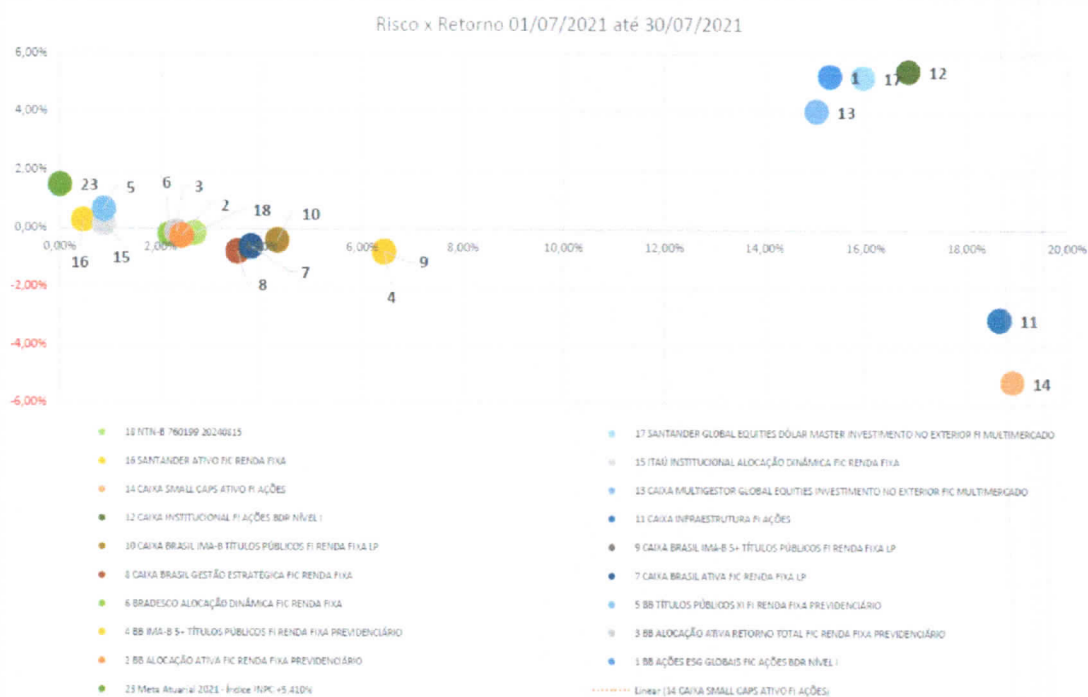 Risco x Retorno 01/07/2021 até 30/07/2021
6,00%
1
17
12
4,00%
13
2,00%
23
5
6
3
2
18
10
0,00%
0,00%
2,00%
4,00%
6,00%
8,00%
10,00%
12,00%
14,00%
16,00%
18,00%
20,00%
16
15
8
7
9
-2,00%
4
11
-4,00%
14
-6,00%
18 NTN-B 760199 20240815
17 SANTANDER GLOBAL EQUITIES DÓLAR MASTER INVESTIMENTO NO EXTERIOR FI MULTIMERCADO
16 SANTANDER ATIVO FIC RENDA FIXA
15 ITAÚ INSTITUCIONAL ALOCAÇÃO DINÂMICA FIC RENDA FIXA
14 CAIXA SMALL CAPS ATIVO FI AÇÕES
13 CAIXA MULTIGESTOR GLOBAL EQUITIES INVESTIMENTO NO EXTERIOR FIC MULTIMERCADO
12 CAIXA INSTITUCIONAL FI AÇÕES BDR NÍVEL I
11 CAIXA INFRAESTRUTURA FI AÇÕES
10 CAIXA BRASIL IMA-B TÍTULOS PÚBLICOS FI RENDA FIXA LP
9 CAIXA BRASIL IMA-B 5+ TÍTULOS PÚBLICOS FI RENDA FIXA LP
8 CAIXA BRASIL GESTÃO ESTRATÉGICA FIC RENDA FIXA
7 CAIXA BRASIL ATIVA FIC RENDA FIXA LP
6 BRADESCO ALOCAÇÃO DINÂMICA FIC RENDA FIXA
5 BB TÍTULOS PÚBLICOS XI FI RENDA FIXA PREVIDENCIÁRIO
4 BB IMA-B 5+ TÍTULOS PÚBLICOS FI RENDA FIXA PREVIDENCIÁRIO
3 BB ALOCAÇÃO ATIVA RETORNO TOTAL FIC RENDA FIXA PREVIDENCIÁRIO
2 BB ALOCAÇÃO ATIVA FIC RENDA FIXA PREVIDENCIÁRIO
1 BB AÇÕES ESG GLOBAIS FIC AÇÕES BDR NÍVEL I
23 Meta Atuarial 2021 - Índice INPC +5.410%
Linear (14 CAIXA SMALL CAPS ATIVO FI AÇÕES)